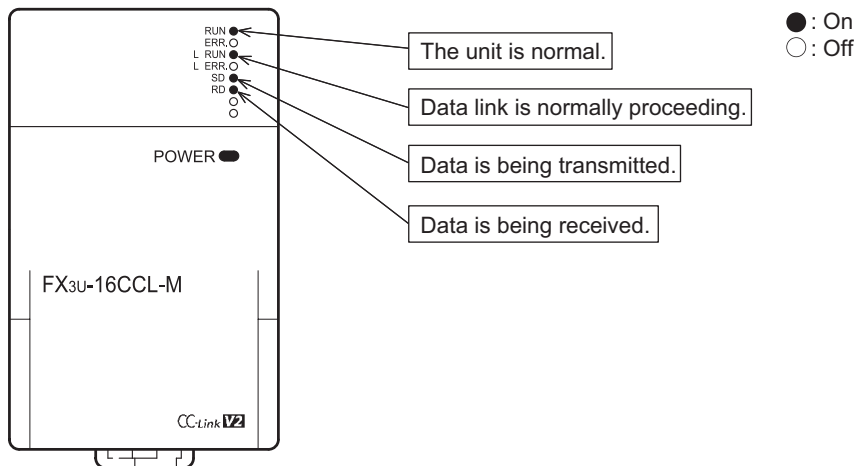 RUN
ERR.
L RUN
L ERR.
SD
RD
POWER
FX3U-16CCL-M
CC-Link V2
The unit is normal.
Data link is normally proceeding.
Data is being transmitted.
Data is being received.
: On
: Off